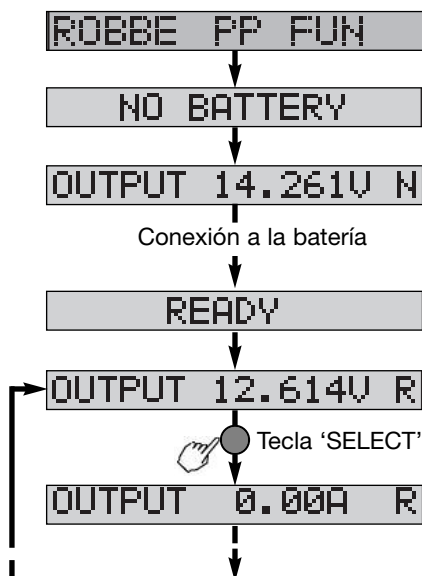 ROBBE PP FUN
NO BATTERY
OUTPUT 14.261V N
Conexión a la batería
READY
OUTPUT 12.614V R
Tecla ‘SELECT’
OUTPUT 0.00A R